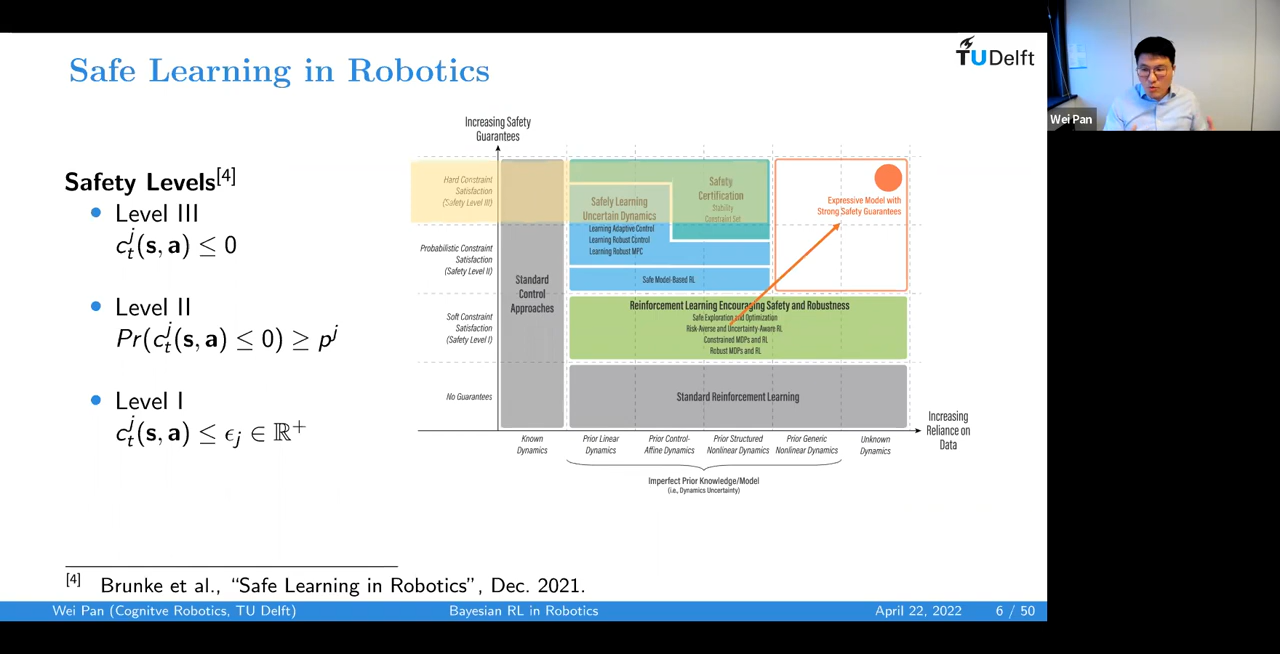 Safe Learning in Robotics
TUDelft
Wei Pan
Safety Levels[4]
Level III
c_t^j(s, a) ≤ 0
Level II
Pr(c_t^j(s, a) ≤ 0) ≥ p^j
Level I
c_t^j(s, a) ≤ ϵ_j ∈ ℝ^+
Increasing Safety
Guarantees
Hard Constraint
Satisfaction
(Safety Level III)
Probabilistic Constraint
Satisfaction
(Safety Level II)
Soft Constraint
Satisfaction
(Safety Level I)
No Guarantees
Standard
Control
Approaches
Safely Learning
Uncertain Dynamics
Learning Adaptive Control
Learning Robust Control
Learning Robust MPC
Safety
Certification
Stability
Constraint Set
Safe Model-Based RL
Expressive Model with
Strong Safety Guarantees
Reinforcement Learning Encouraging Safety and Robustness
Safe Exploration and Optimization
Risk-Averse and Uncertainty-Aware RL
Constrained MDPs and RL
Robust MDPs and RL
Standard Reinforcement Learning
Increasing
Reliance on
Data
Known
Dynamics
Prior Linear
Dynamics
Prior Control-
Affine Dynamics
Prior Structured
Nonlinear Dynamics
Prior Generic
Nonlinear Dynamics
Unknown
Dynamics
Imperfect Prior Knowledge/Model
(i.e., Dynamics Uncertainty)
[4] Brunke et al., “Safe Learning in Robotics”, Dec. 2021.
Wei Pan (Cognitve Robotics, TU Delft) Bayesian RL in Robotics April 22, 2022 6 / 50